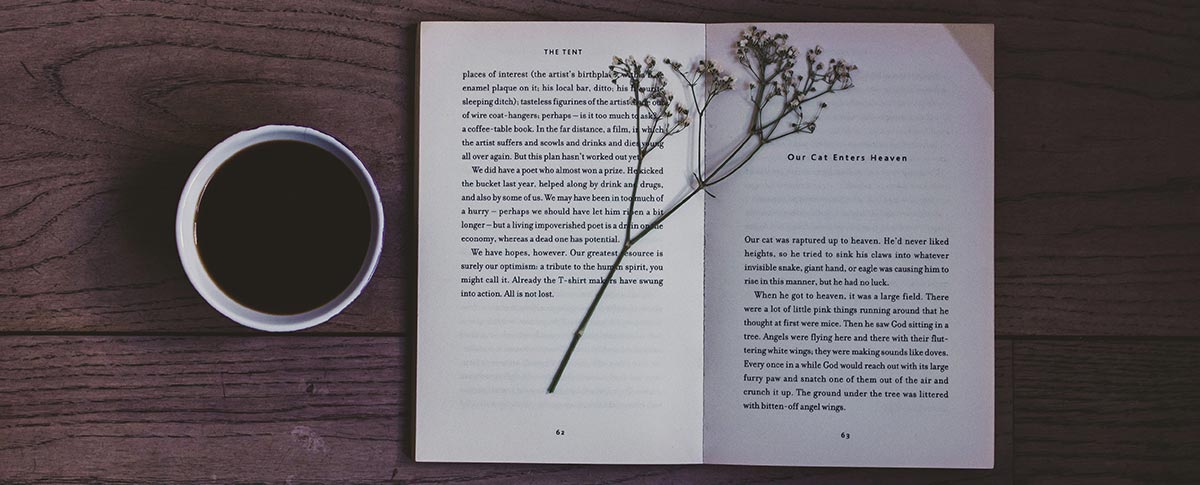 THE TENT
places of interest (the artist's birthplace, with
enamel plaque on it; his local bar, ditto; his favourite
sleeping ditch); tasteless figurines of the artist made out
of wire coat-hangers; perhaps – is it too much to ask?
a coffee-table book. In the far distance, a film, in which
the artist suffers and scowls and drinks and dies young
all over again. But this plan hasn't worked out yet.
We did have a poet who almost won a prize. He kicked
the bucket last year, helped along by drink and drugs,
and also by some of us. We may have been in too much of
a hurry – perhaps we should have let him ripen a bit
longer – but a living impoverished poet is a drain on the
economy, whereas a dead one has potential.
We have hopes, however. Our greatest resource is
surely our optimism: a tribute to the human spirit, you
might call it. Already the T-shirt makers have swung
into action. All is not lost.
62
Our Cat Enters Heaven
Our cat was raptured up to heaven. He'd never liked
heights, so he tried to sink his claws into whatever
invisible snake, giant hand, or eagle was causing him to
rise in this manner, but he had no luck.
When he got to heaven, it was a large field. There
were a lot of little pink things running around that he
thought at first were mice. Then he saw God sitting in a
tree. Angels were flying here and there with their flut-
tering white wings; they were making sounds like doves.
Every once in a while God would reach out with its large
furry paw and snatch one of them out of the air and
crunch it up. The ground under the tree was littered
with bitten-off angel wings.
63